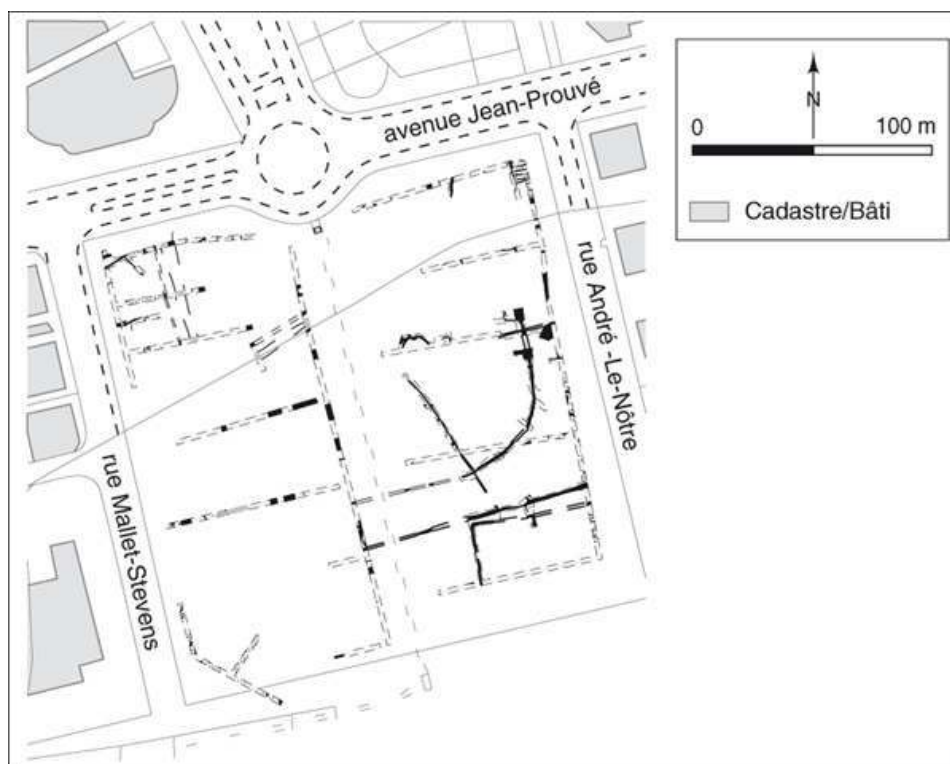 avenue Jean-Prouvé
N
0 100 m
Cadastre/Bâti
rue André -Le-Nôtre
rue Mallet-Stevens